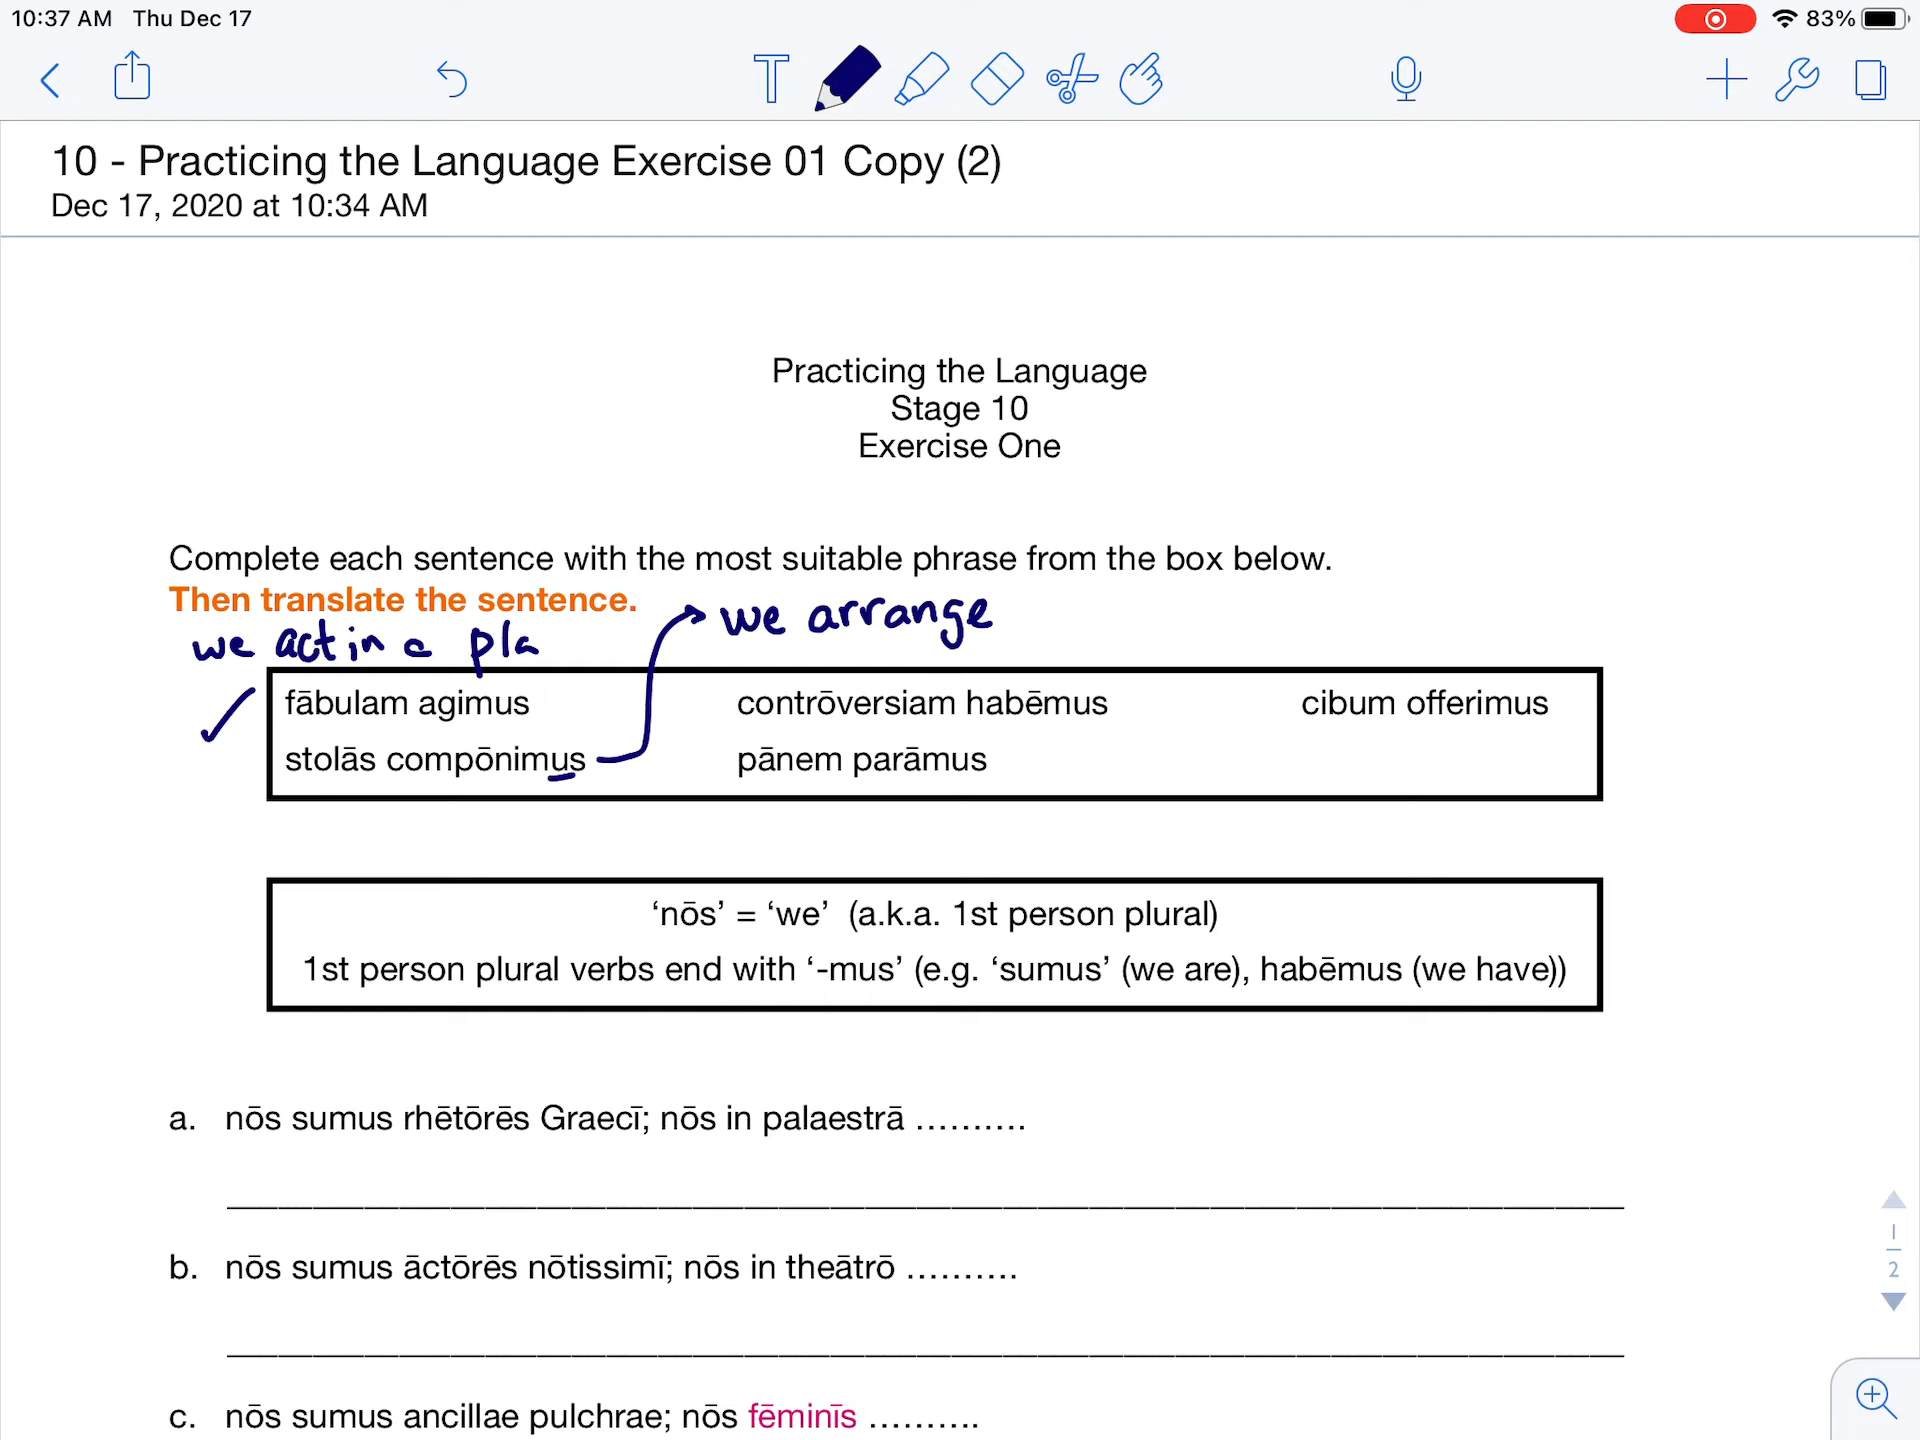 10:37 AM Thu Dec 17 83%
T
10 - Practicing the Language Exercise 01 Copy (2)
Dec 17, 2020 at 10:34 AM
Practicing the Language
Stage 10
Exercise One
Complete each sentence with the most suitable phrase from the box below.
Then translate the sentence.
we arrange
we act in a pla
fābulam agimus contrōversiam habēmus cibum offerimus
stolās compōnimus pānem parāmus
‘nōs’ = ‘we’ (a.k.a. 1st person plural)
1st person plural verbs end with ‘-mus’ (e.g. ‘sumus’ (we are), habēmus (we have))
a. nōs sumus rhētōrēs Graecī; nōs in palaestrā ..........
b. nōs sumus āctōrēs nōtissimī; nōs in theātrō ..........
c. nōs sumus ancillae pulchrae; nōs fēminīs ..........
1
2